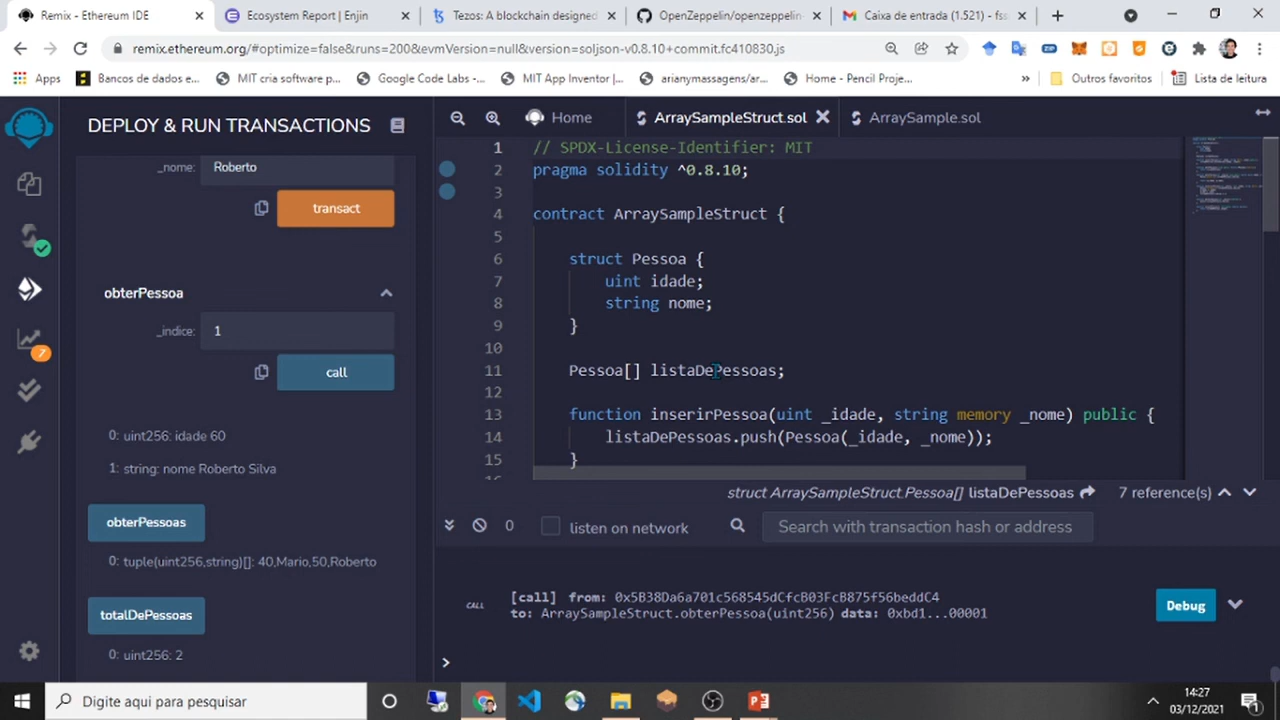 Remix - Ethereum IDE
Ecosystem Report | Enjin
Tezos: A blockchain designed
OpenZeppelin/openzeppelin-
Caixa de entrada (1.521) - fss
remix.ethereum.org/#optimize=false&runs=200&evmVersion=null&version=soljson-v0.8.10+commit.fc410830.js
Apps
Bancos de dados e...
MIT cria software p...
Google Code Labs -...
MIT App Inventor |...
arianymassagens/ar...
Home - Pencil Proje...
»
Outros favoritos
Lista de leitura
DEPLOY & RUN TRANSACTIONS
Home
ArraySampleStruct.sol
ArraySample.sol
_nome: Roberto
transact
obterPessoa
_indice: 1
call
0: uint256: idade 60
1: string: nome Roberto Silva
obterPessoas
0: tuple(uint256,string)[]: 40,Mario,50,Roberto
totalDePessoas
0: uint256: 2
7
1 // SPDX-License-Identifier: MIT
2 pragma solidity ^0.8.10;
3
4 contract ArraySampleStruct {
5
6 struct Pessoa {
7 uint idade;
8 string nome;
9 }
10
11 Pessoa[] listaDePessoas;
12
13 function inserirPessoa(uint _idade, string memory _nome) public {
14 listaDePessoas.push(Pessoa(_idade, _nome));
15 }
16
struct ArraySampleStruct.Pessoa[] listaDePessoas 7 reference(s)
0 listen on network Search with transaction hash or address
CALL
[call] from: 0x5B38Da6a701c568545dCfcB03FcB875f56beddC4
to: ArraySampleStruct.obterPessoa(uint256) data: 0xbd1...00001
Debug
>
Digite aqui para pesquisar
14:27
03/12/2021
1